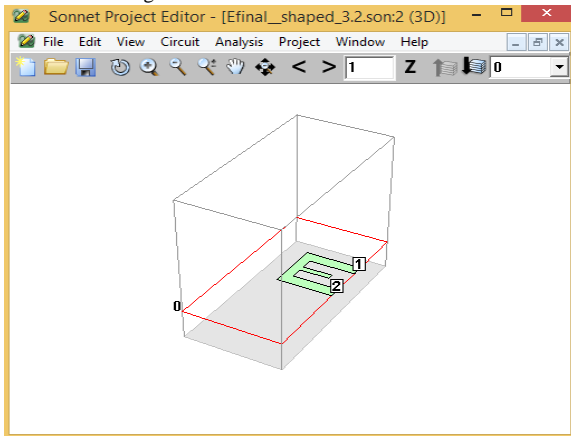 Sonnet Project Editor - [Efinal__shaped_3.2.son:2 (3D)]
File Edit View Circuit Analysis Project Window Help
1 Z 0
1
2
0